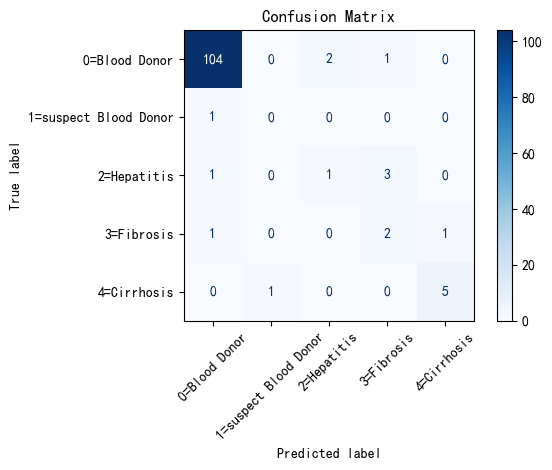 Confusion Matrix
True label
0=Blood Donor 104 0 2 1 0
1=suspect Blood Donor 1 0 0 0 0
2=Hepatitis 1 0 1 3 0
3=Fibrosis 1 0 0 2 1
4=Cirrhosis 0 1 0 0 5
0=Blood Donor
1=suspect Blood Donor
2=Hepatitis
3=Fibrosis
4=Cirrhosis
Predicted label
100
80
60
40
20
0